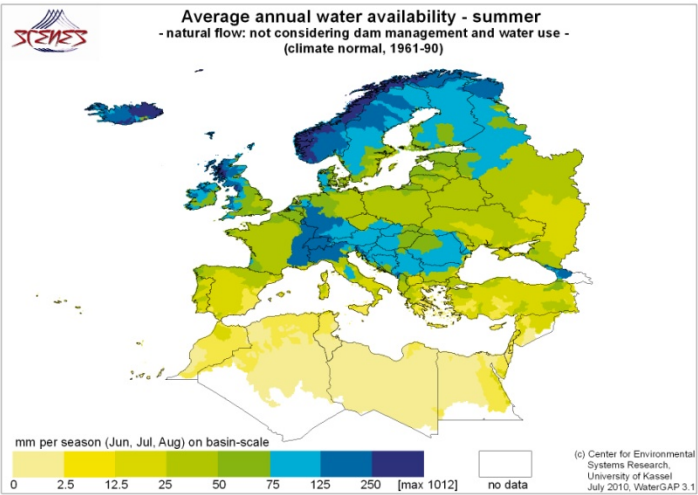 SCENES
Average annual water availability - summer
- natural flow: not considering dam management and water use -
(climate normal, 1961-90)
mm per season (Jun, Jul, Aug) on basin-scale
0 2.5 12.5 25 50 75 125 250 [max 1012]
no data
(c) Center for Environmental
Systems Research,
University of Kassel
July 2010, WaterGAP 3.1